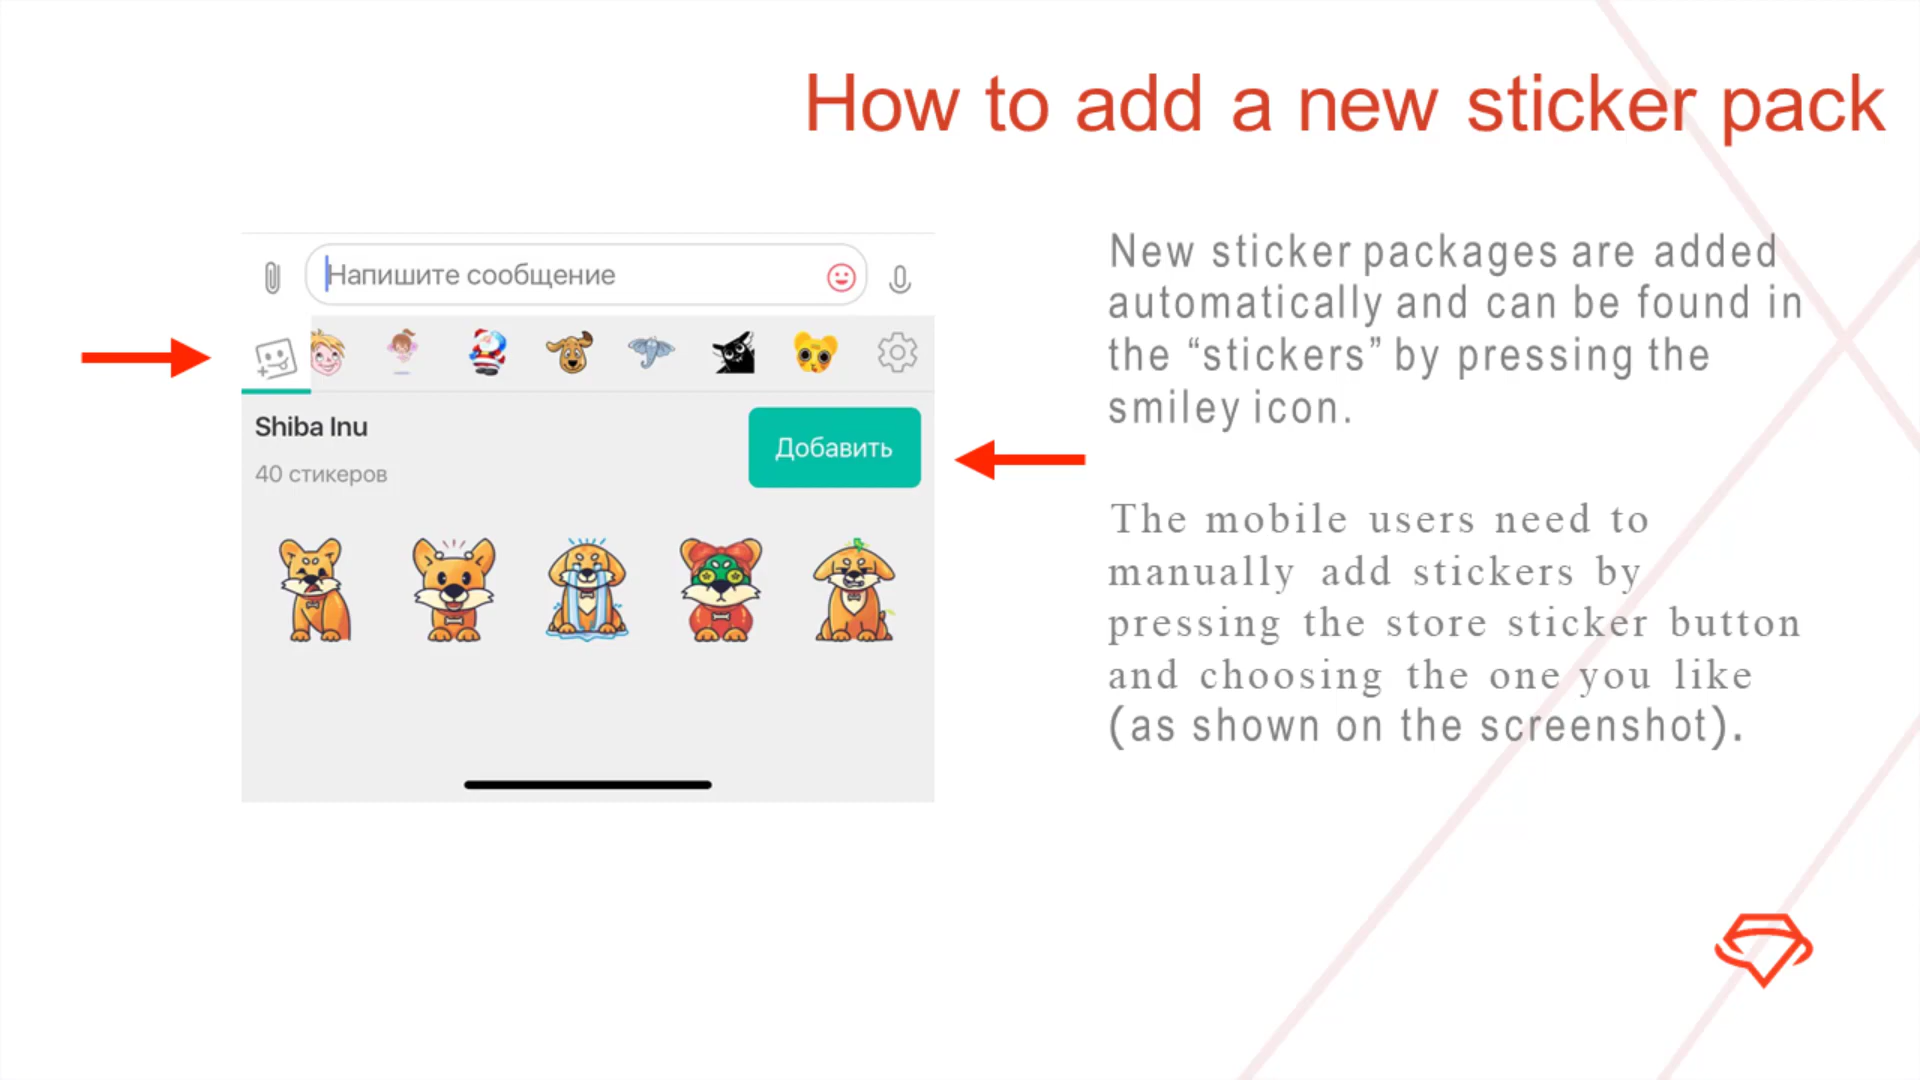 How to add a new sticker pack
Напишите сообщение
Shiba Inu
40 стикеров
Добавить
New sticker packages are added
automatically and can be found in
the “stickers” by pressing the
smiley icon.
The mobile users need to
manually add stickers by
pressing the store sticker button
and choosing the one you like
(as shown on the screenshot).